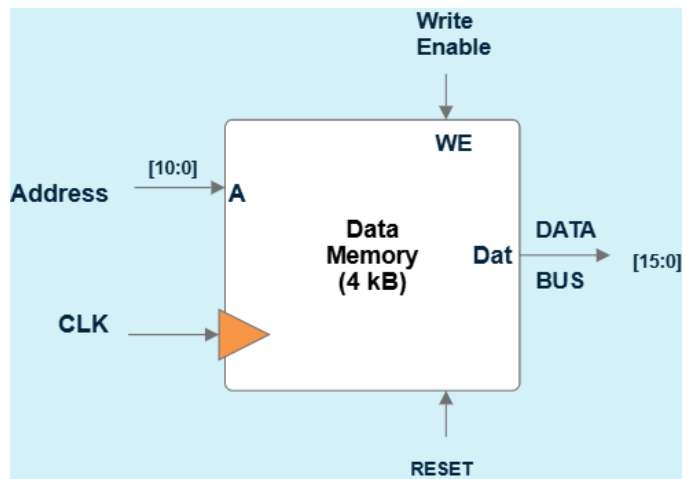 Write
Enable
WE
[10:0]
Address
A
Data
Memory
(4 kB)
Dat
DATA
BUS
[15:0]
CLK
RESET